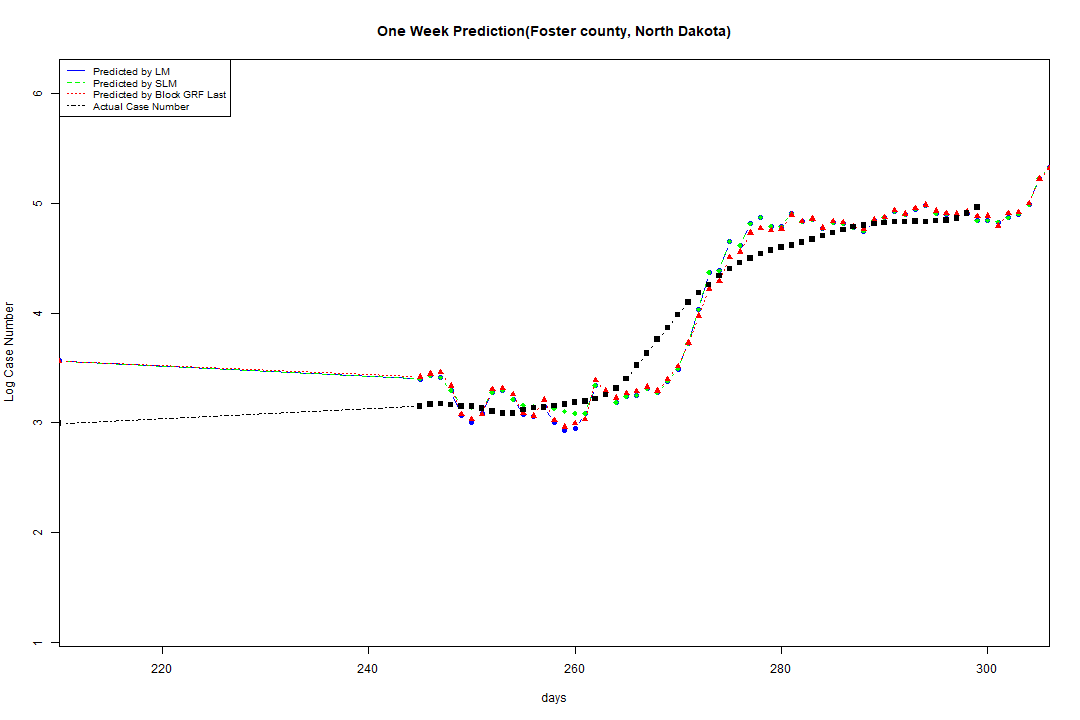 One Week Prediction(Foster county, North Dakota)
Predicted by LM
Predicted by SLM
Predicted by Block GRF Last
Actual Case Number
6
5
4
3
2
1
Log Case Number
220 240 260 280 300
days